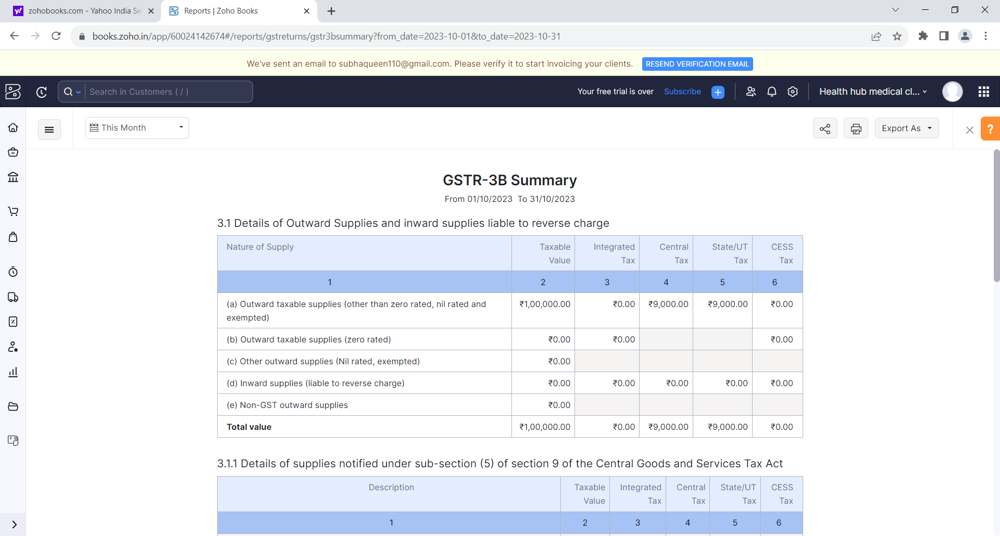 zohobooks.com - Yahoo India Se
Reports | Zoho Books
books.zoho.in/app/60024142674#/reports/gstreturns/gstr3bsummary?from_date=2023-10-01&to_date=2023-10-31
We've sent an email to subhaqueen110@gmail.com. Please verify it to start invoicing your clients. RESEND VERIFICATION EMAIL
Search in Customers ( / ) Your free trial is over Subscribe Health hub medical cl...
This Month Export As ?
GSTR-3B Summary
From 01/10/2023 To 31/10/2023
3.1 Details of Outward Supplies and inward supplies liable to reverse charge
Nature of Supply Taxable Value Integrated Tax Central Tax State/UT Tax CESS Tax
1 2 3 4 5 6
(a) Outward taxable supplies (other than zero rated, nil rated and exempted) ₹1,00,000.00 ₹0.00 ₹9,000.00 ₹9,000.00 ₹0.00
(b) Outward taxable supplies (zero rated) ₹0.00 ₹0.00 ₹0.00
(c) Other outward supplies (Nil rated, exempted) ₹0.00
(d) Inward supplies (liable to reverse charge) ₹0.00 ₹0.00 ₹0.00 ₹0.00 ₹0.00
(e) Non-GST outward supplies ₹0.00
Total value ₹1,00,000.00 ₹0.00 ₹9,000.00 ₹9,000.00 ₹0.00
3.1.1 Details of supplies notified under sub-section (5) of section 9 of the Central Goods and Services Tax Act
Description Taxable Value Integrated Tax Central Tax State/UT Tax CESS Tax
1 2 3 4 5 6